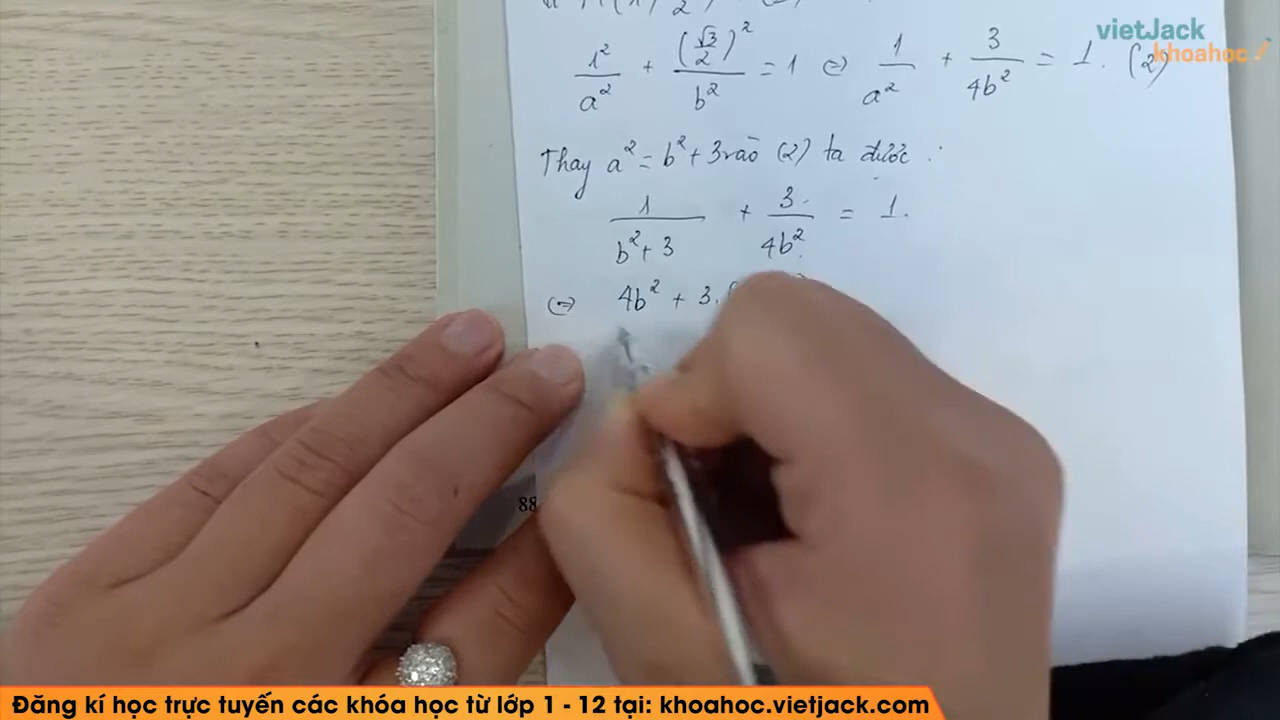 vietJack
khoahoc
1²/a² + (√3/2)²/b² = 1 ⇔ 1/a² + 3/4b² = 1. (2)
Thay a² = b² + 3 vào (2) ta được:
1/b²+3 + 3/4b² = 1.
⇔ 4b² + 3.
88
Đăng kí học trực tuyến các khóa học từ lớp 1 - 12 tại: khoahoc.vietjack.com